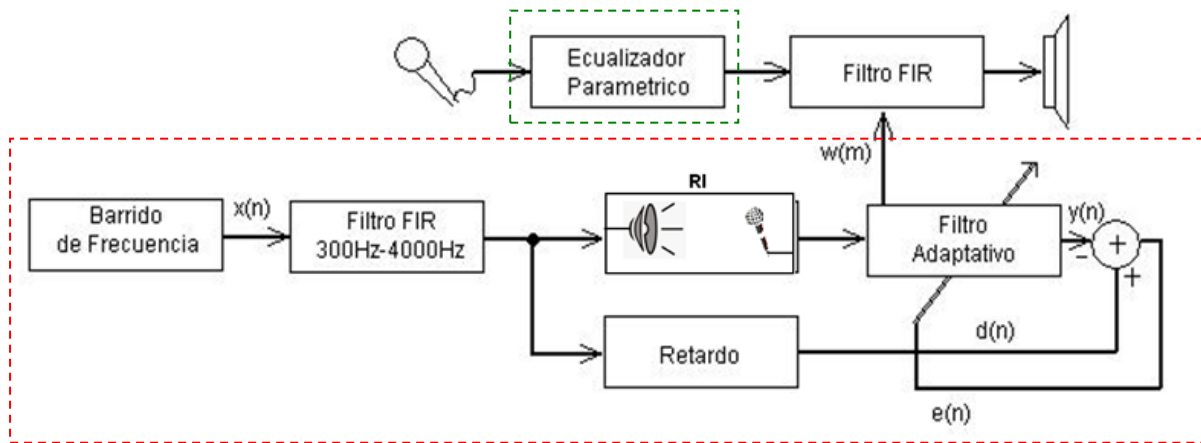 Ecualizador
Parametrico
Filtro FIR
w(m)
RI
Barrido
de Frecuencia
x(n)
Filtro FIR
300Hz-4000Hz
Filtro
Adaptativo
y(n)
-
+
+
Retardo
d(n)
e(n)